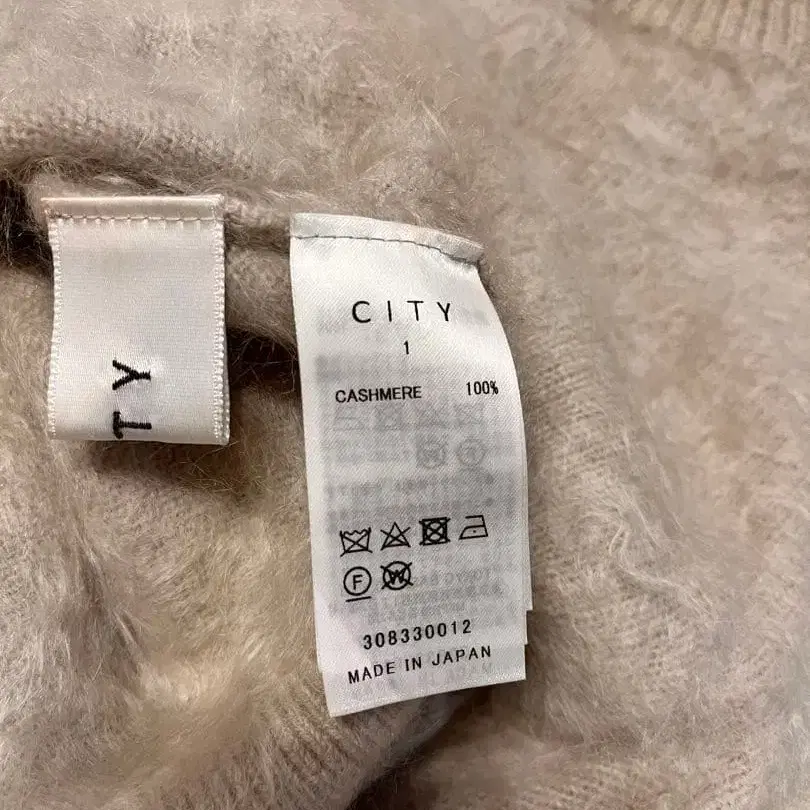 TY
CITY
1
CASHMERE 100%
F
W
308330012
MADE IN JAPAN